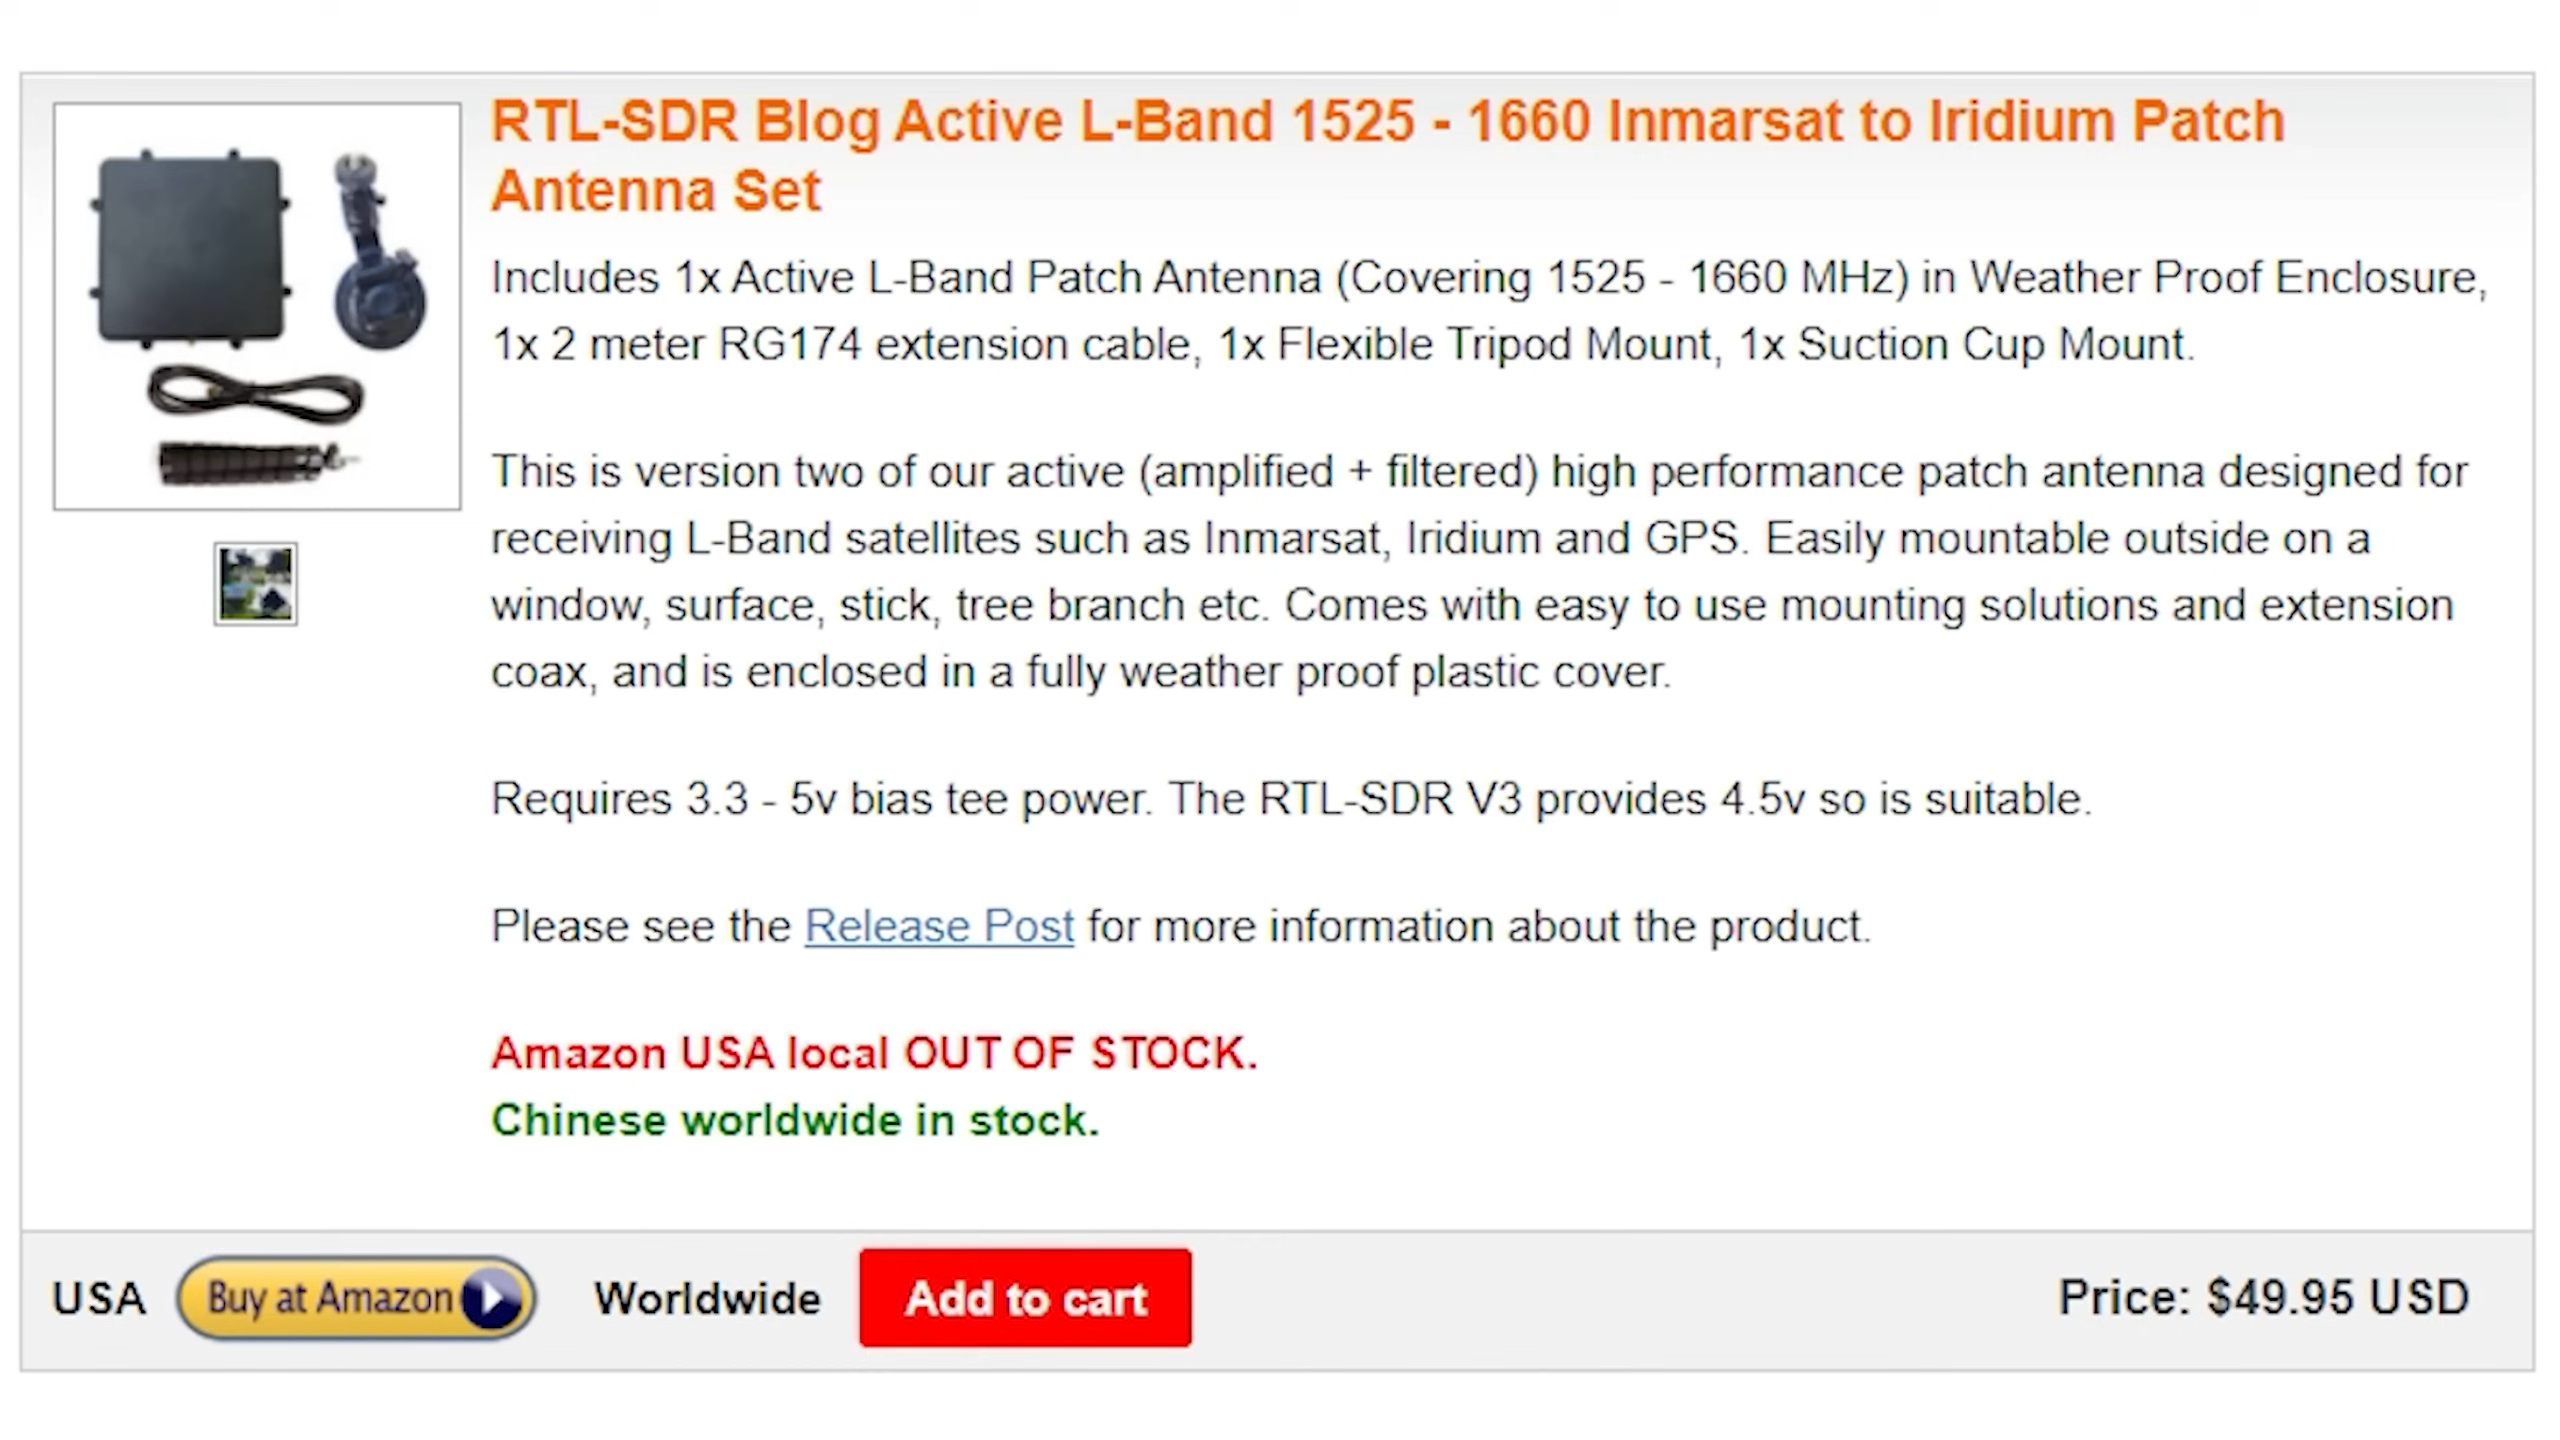 RTL-SDR Blog Active L-Band 1525 - 1660 Inmarsat to Iridium Patch
Antenna Set
Includes 1x Active L-Band Patch Antenna (Covering 1525 - 1660 MHz) in Weather Proof Enclosure,
1x 2 meter RG174 extension cable, 1x Flexible Tripod Mount, 1x Suction Cup Mount.
This is version two of our active (amplified + filtered) high performance patch antenna designed for
receiving L-Band satellites such as Inmarsat, Iridium and GPS. Easily mountable outside on a
window, surface, stick, tree branch etc. Comes with easy to use mounting solutions and extension
coax, and is enclosed in a fully weather proof plastic cover.
Requires 3.3 - 5v bias tee power. The RTL-SDR V3 provides 4.5v so is suitable.
Please see the Release Post for more information about the product.
Amazon USA local OUT OF STOCK.
Chinese worldwide in stock.
USA Buy at Amazon Worldwide Add to cart Price: $49.95 USD